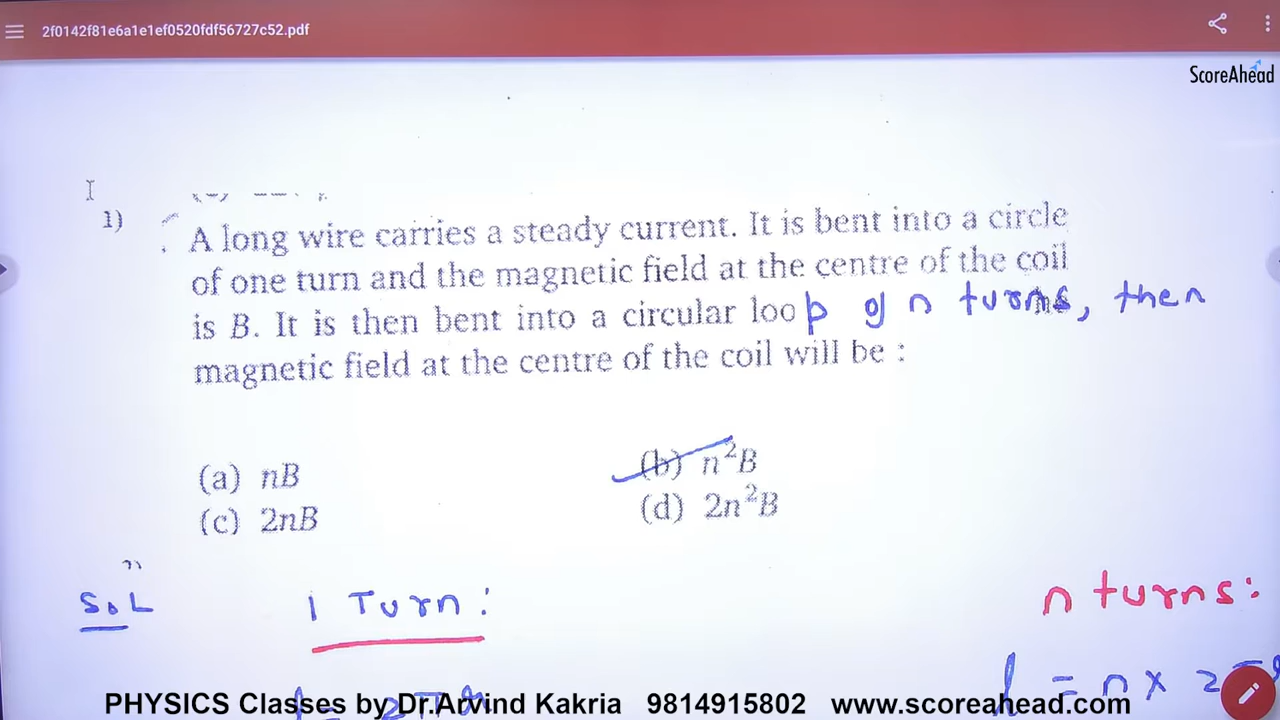 2f0142f81e6a1e1ef0520fdf56727c52.pdf
ScoreAhead
1)
A long wire carries a steady current. It is bent into a circle
of one turn and the magnetic field at the centre of the coil
is B. It is then bent into a circular loop of n turns, then
magnetic field at the centre of the coil will be :
(a) nB
(b) n²B
(c) 2nB
(d) 2n²B
SOL
1 Turn:
n turns:
l = n x 2π
l = 2πr
PHYSICS Classes by Dr.Arvind Kakria 9814915802 www.scoreahead.com